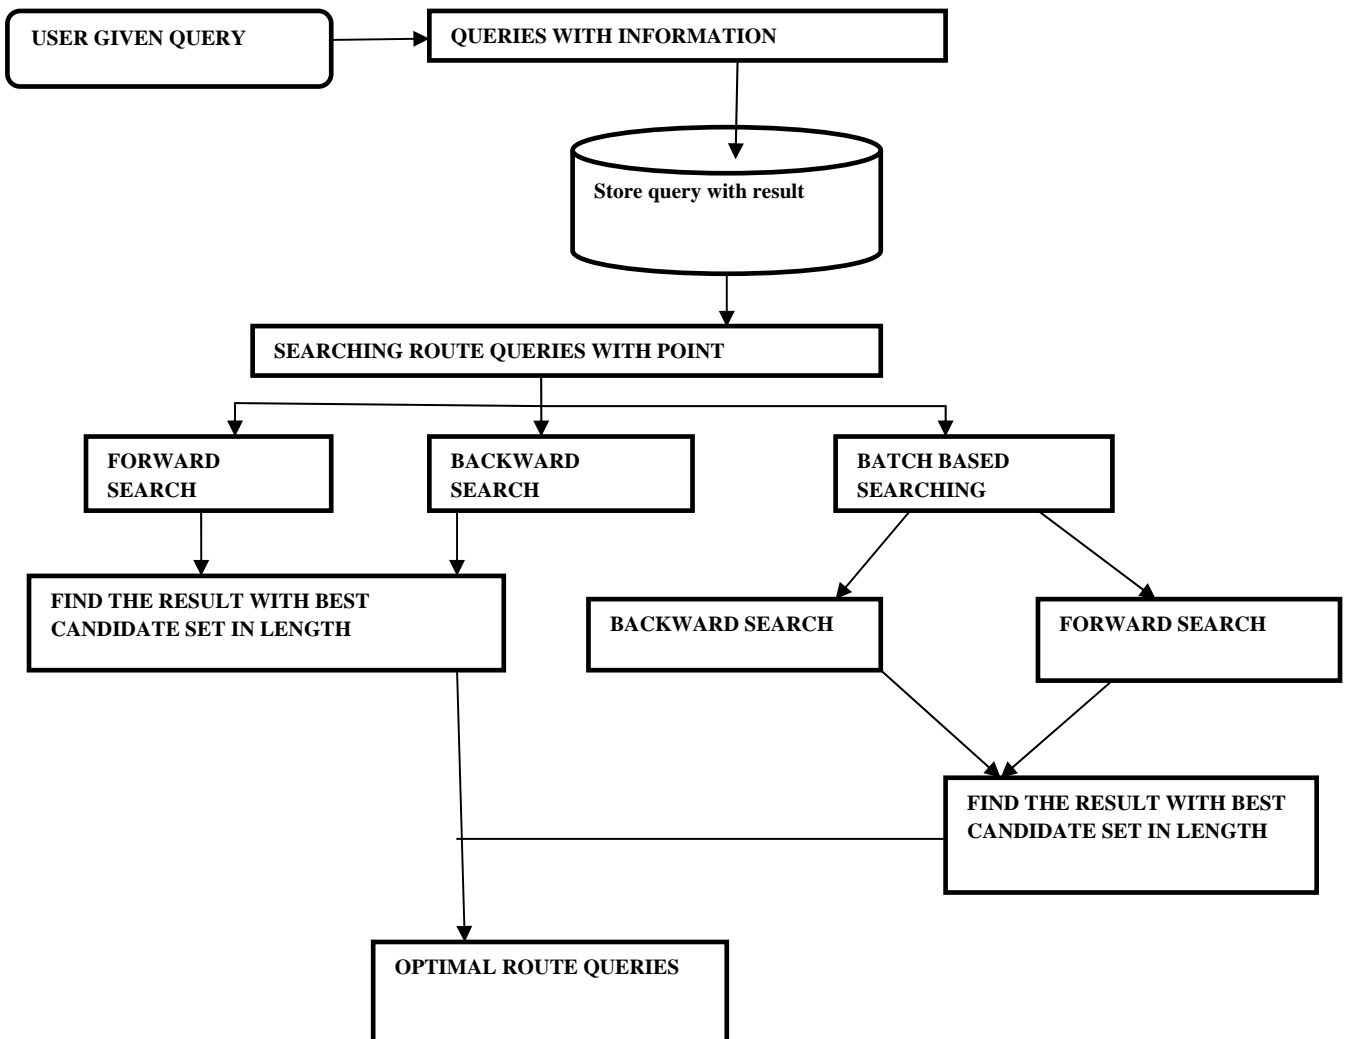 USER GIVEN QUERY
QUERIES WITH INFORMATION
Store query with result
SEARCHING ROUTE QUERIES WITH POINT
FORWARD
SEARCH
BACKWARD
SEARCH
BATCH BASED
SEARCHING
FIND THE RESULT WITH BEST
CANDIDATE SET IN LENGTH
BACKWARD SEARCH
FORWARD SEARCH
FIND THE RESULT WITH BEST
CANDIDATE SET IN LENGTH
OPTIMAL ROUTE QUERIES